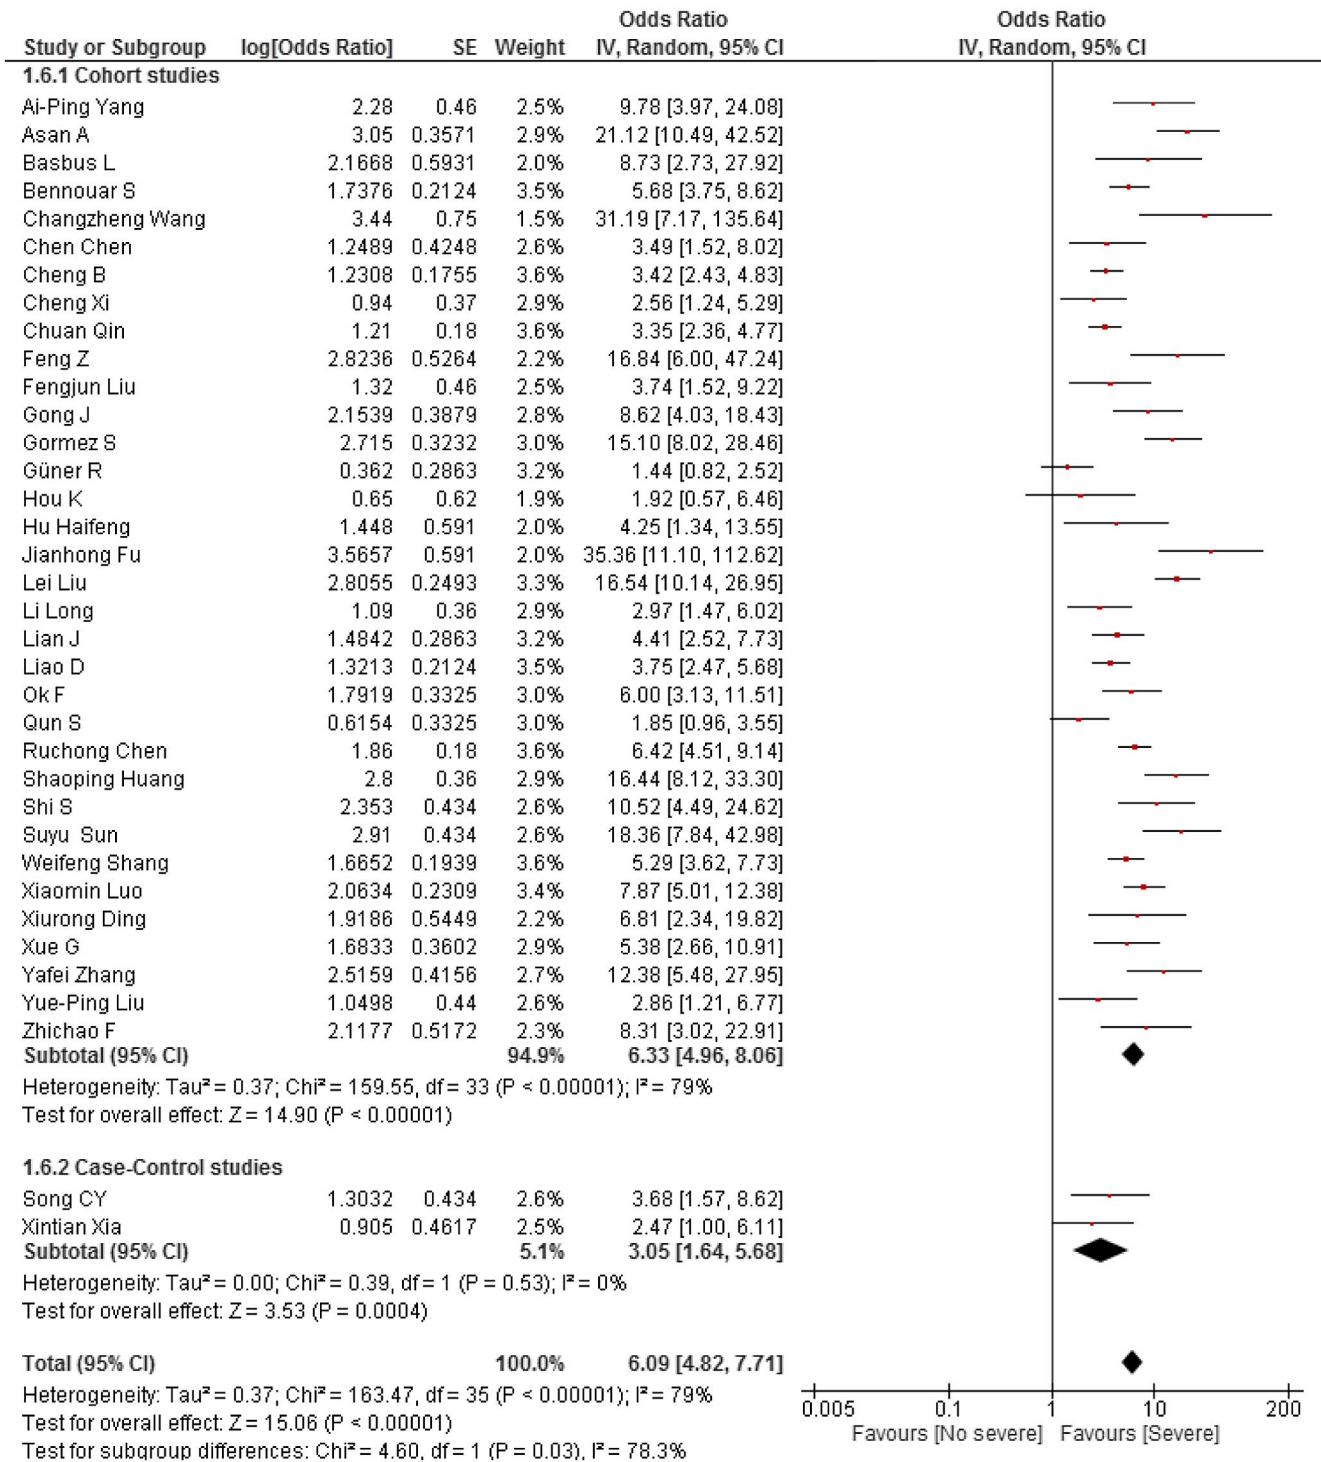 Odds Ratio Odds Ratio
Study or Subgroup log[Odds Ratio] SE Weight IV, Random, 95% CI IV, Random, 95% CI
1.6.1 Cohort studies
Ai-Ping Yang 2.28 0.46 2.5% 9.78 [3.97, 24.08]
Asan A 3.05 0.3571 2.9% 21.12 [10.49, 42.52]
Basbus L 2.1668 0.5931 2.0% 8.73 [2.73, 27.92]
Bennouar S 1.7376 0.2124 3.5% 5.68 [3.75, 8.62]
Changzheng Wang 3.44 0.75 1.5% 31.19 [7.17, 135.64]
Chen Chen 1.2489 0.4248 2.6% 3.49 [1.52, 8.02]
Cheng B 1.2308 0.1755 3.6% 3.42 [2.43, 4.83]
Cheng Xi 0.94 0.37 2.9% 2.56 [1.24, 5.29]
Chuan Qin 1.21 0.18 3.6% 3.35 [2.36, 4.77]
Feng Z 2.8236 0.5264 2.2% 16.84 [6.00, 47.24]
Fengjun Liu 1.32 0.46 2.5% 3.74 [1.52, 9.22]
Gong J 2.1539 0.3879 2.8% 8.62 [4.03, 18.43]
Gormez S 2.715 0.3232 3.0% 15.10 [8.02, 28.46]
Güner R 0.362 0.2863 3.2% 1.44 [0.82, 2.52]
Hou K 0.65 0.62 1.9% 1.92 [0.57, 6.46]
Hu Haifeng 1.448 0.591 2.0% 4.25 [1.34, 13.55]
Jianhong Fu 3.5657 0.591 2.0% 35.36 [11.10, 112.62]
Lei Liu 2.8055 0.2493 3.3% 16.54 [10.14, 26.95]
Li Long 1.09 0.36 2.9% 2.97 [1.47, 6.02]
Lian J 1.4842 0.2863 3.2% 4.41 [2.52, 7.73]
Liao D 1.3213 0.2124 3.5% 3.75 [2.47, 5.68]
Ok F 1.7919 0.3325 3.0% 6.00 [3.13, 11.51]
Qun S 0.6154 0.3325 3.0% 1.85 [0.96, 3.55]
Ruchong Chen 1.86 0.18 3.6% 6.42 [4.51, 9.14]
Shaoping Huang 2.8 0.36 2.9% 16.44 [8.12, 33.30]
Shi S 2.353 0.434 2.6% 10.52 [4.49, 24.62]
Suyu Sun 2.91 0.434 2.6% 18.36 [7.84, 42.98]
Weifeng Shang 1.6652 0.1939 3.6% 5.29 [3.62, 7.73]
Xiaomin Luo 2.0634 0.2309 3.4% 7.87 [5.01, 12.38]
Xiurong Ding 1.9186 0.5449 2.2% 6.81 [2.34, 19.82]
Xue G 1.6833 0.3602 2.9% 5.38 [2.66, 10.91]
Yafei Zhang 2.5159 0.4156 2.7% 12.38 [5.48, 27.95]
Yue-Ping Liu 1.0498 0.44 2.6% 2.86 [1.21, 6.77]
Zhichao F 2.1177 0.5172 2.3% 8.31 [3.02, 22.91]
Subtotal (95% CI) 94.9% 6.33 [4.96, 8.06]
Heterogeneity: Tau² = 0.37; Chi² = 159.55, df = 33 (P < 0.00001); I² = 79%
Test for overall effect: Z = 14.90 (P < 0.00001)
1.6.2 Case-Control studies
Song CY 1.3032 0.434 2.6% 3.68 [1.57, 8.62]
Xintian Xia 0.905 0.4617 2.5% 2.47 [1.00, 6.11]
Subtotal (95% CI) 5.1% 3.05 [1.64, 5.68]
Heterogeneity: Tau² = 0.00; Chi² = 0.39, df = 1 (P = 0.53); I² = 0%
Test for overall effect: Z = 3.53 (P = 0.0004)
Total (95% CI) 100.0% 6.09 [4.82, 7.71]
Heterogeneity: Tau² = 0.37; Chi² = 163.47, df = 35 (P < 0.00001); I² = 79%
Test for overall effect: Z = 15.06 (P < 0.00001)
Test for subgroup differences: Chi² = 4.60, df = 1 (P = 0.03), I² = 78.3%
0.005 0.1 1 10 200
Favours [No severe] Favours [Severe]